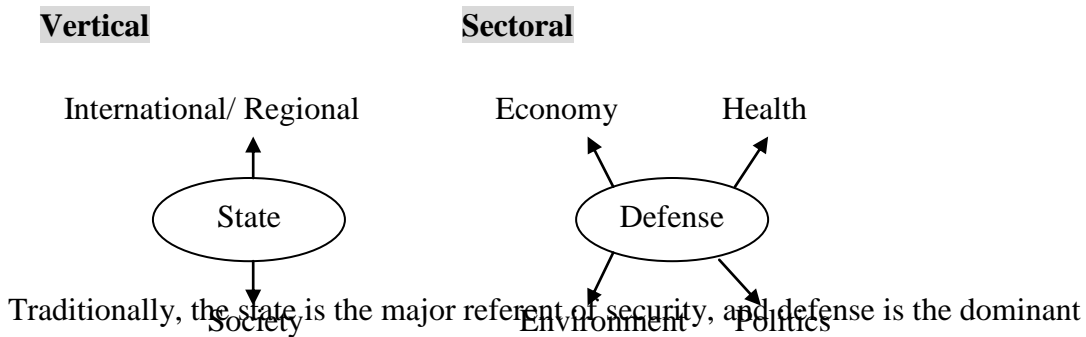 Vertical Sectoral
International/ Regional Economy Health
State Defense
Traditionally, the state is the major referent of security, and defense is the dominant
Society Environment Politics